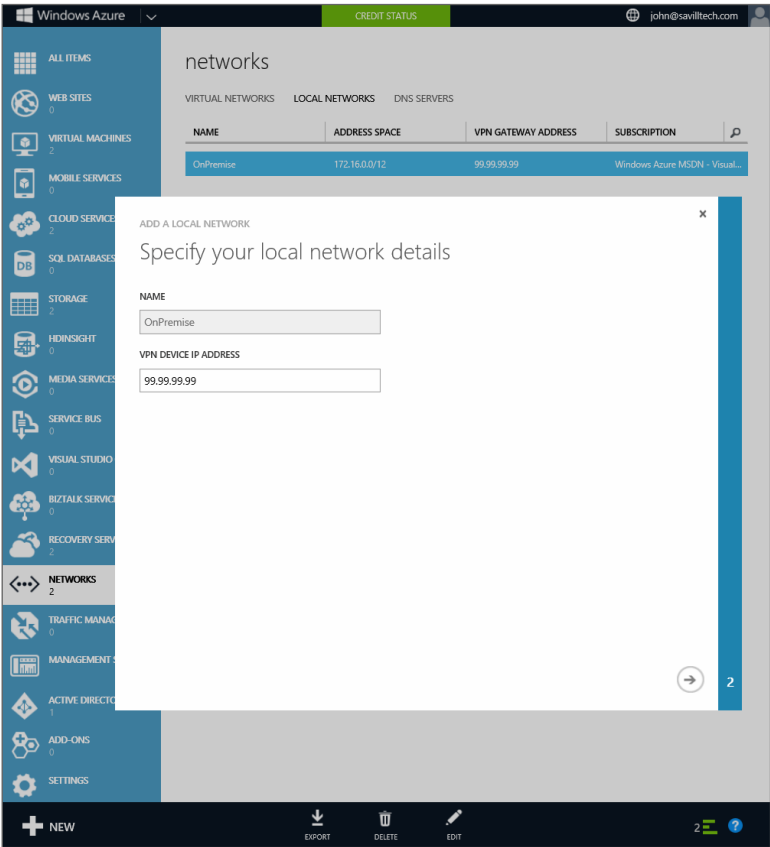 Windows Azure
CREDIT STATUS
john@savilltech.com
ALL ITEMS
WEB SITES
0
VIRTUAL MACHINES
2
MOBILE SERVICES
0
CLOUD SERVICE
2
SQL DATABASES
0
STORAGE
2
HDINSIGHT
0
MEDIA SERVICES
0
SERVICE BUS
0
VISUAL STUDIO
0
BIZTALK SERVIC
0
RECOVERY SERV
2
NETWORKS
2
TRAFFIC MANAG
0
MANAGEMENT S
ACTIVE DIRECTO
1
ADD-ONS
0
SETTINGS
networks
VIRTUAL NETWORKS LOCAL NETWORKS DNS SERVERS
NAME ADDRESS SPACE VPN GATEWAY ADDRESS SUBSCRIPTION
OnPremise 172.16.0.0/12 99.99.99.99 Windows Azure MSDN - Visual...
ADD A LOCAL NETWORK
Specify your local network details
NAME
OnPremise
VPN DEVICE IP ADDRESS
99.99.99.99
2
NEW
EXPORT
DELETE
EDIT
2
?
DB